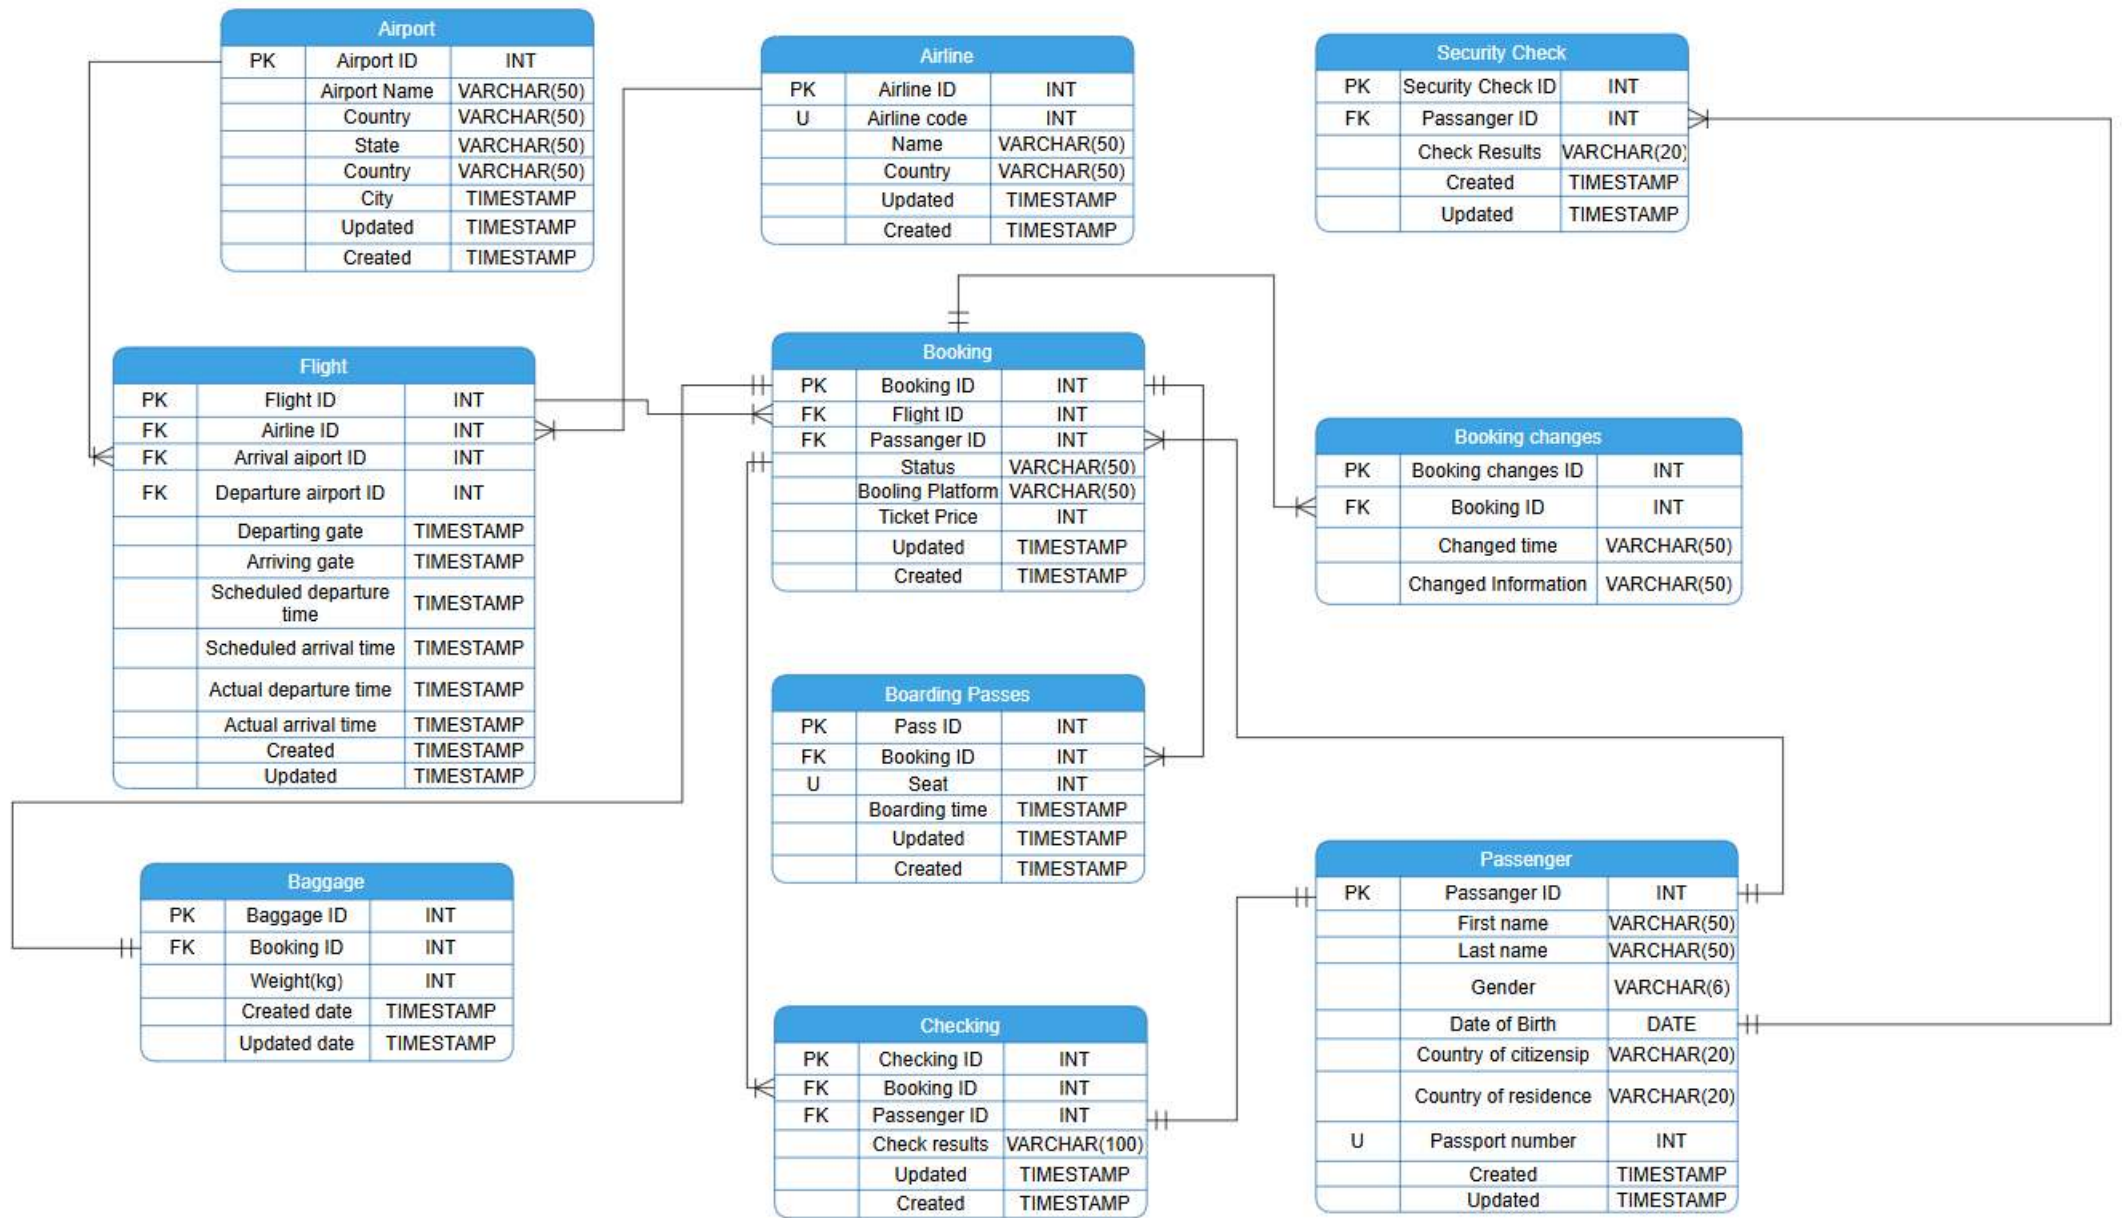 Airport
PK Airport ID INT
Airport Name VARCHAR(50)
Country VARCHAR(50)
State VARCHAR(50)
Country VARCHAR(50)
City TIMESTAMP
Updated TIMESTAMP
Created TIMESTAMP
Airline
PK Airline ID INT
U Airline code INT
Name VARCHAR(50)
Country VARCHAR(50)
Updated TIMESTAMP
Created TIMESTAMP
Security Check
PK Security Check ID INT
FK Passanger ID INT
Check Results VARCHAR(20)
Created TIMESTAMP
Updated TIMESTAMP
Flight
PK Flight ID INT
FK Airline ID INT
FK Arrival aiport ID INT
FK Departure airport ID INT
Departing gate TIMESTAMP
Arriving gate TIMESTAMP
Scheduled departure
time TIMESTAMP
Scheduled arrival time TIMESTAMP
Actual departure time TIMESTAMP
Actual arrival time TIMESTAMP
Created TIMESTAMP
Updated TIMESTAMP
Booking
PK Booking ID INT
FK Flight ID INT
FK Passanger ID INT
Status VARCHAR(50)
Booling Platform VARCHAR(50)
Ticket Price INT
Updated TIMESTAMP
Created TIMESTAMP
Booking changes
PK Booking changes ID INT
FK Booking ID INT
Changed time VARCHAR(50)
Changed Information VARCHAR(50)
Boarding Passes
PK Pass ID INT
FK Booking ID INT
U Seat INT
Boarding time TIMESTAMP
Updated TIMESTAMP
Created TIMESTAMP
Baggage
PK Baggage ID INT
FK Booking ID INT
Weight(kg) INT
Created date TIMESTAMP
Updated date TIMESTAMP
Checking
PK Checking ID INT
FK Booking ID INT
FK Passenger ID INT
Check results VARCHAR(100)
Updated TIMESTAMP
Created TIMESTAMP
Passenger
PK Passanger ID INT
First name VARCHAR(50)
Last name VARCHAR(50)
Gender VARCHAR(6)
Date of Birth DATE
Country of citizensip VARCHAR(20)
Country of residence VARCHAR(20)
U Passport number INT
Created TIMESTAMP
Updated TIMESTAMP